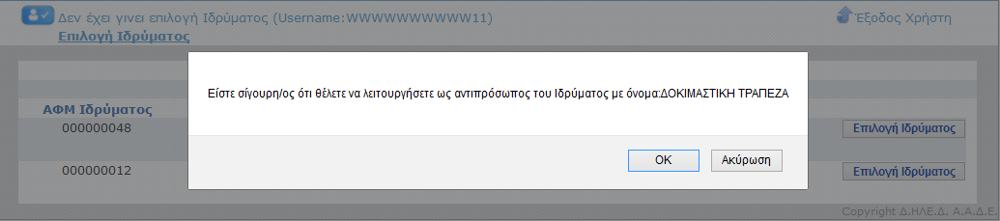 Δεν έχει γινει επιλογή Ιδρύματος (Username:WWWWWWWWWW11)
Έξοδος Χρήστη
Επιλογή Ιδρύματος
Είστε σίγουρη/ος ότι θέλετε να λειτουργήσετε ως αντιπρόσωπος του Ιδρύματος με όνομα:ΔΟΚΙΜΑΣΤΙΚΗ ΤΡΑΠΕΖΑ
ΑΦΜ Ιδρύματος
000000048
Επιλογή Ιδρύματος
OK
Ακύρωση
000000012
Επιλογή Ιδρύματος
Copyright Δ.ΗΛΕ.Δ. Α.Α.Δ.Ε.